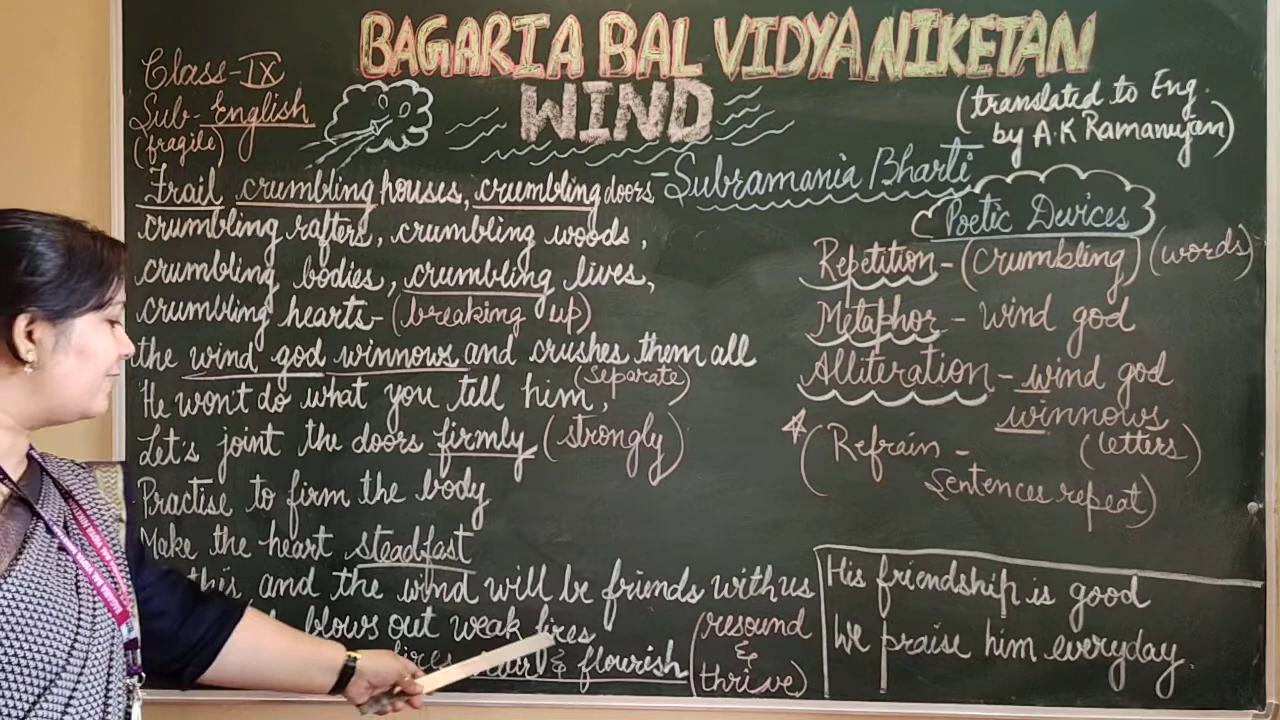 BAGARIA BAL VIDYA NIKETAN
Class-IX
Sub-English
WIND
(translated to Eng.
by A.K Ramanujan)
-Subramania Bharti
(fragile)
Frail crumbling houses, crumbling doors
crumbling rafters, crumbling woods,
crumbling bodies, crumbling lives,
crumbling hearts-(breaking up)
the wind god winnows and crushes them all
(separate)
He won't do what you tell him,
Let's joint the doors firmly (strongly)
Practise to firm the body
Make the heart steadfast
this, and the wind will be friends with us
blows out weak fires
fires roar & flourish
(resound
&
thrive)
Poetic Devices
Repetition-(crumbling) (words)
Metaphor-wind god
Alliteration-wind god
winnows
(letters)
(Refrain-
Sentences repeat)
His friendship is good
We praise him everyday.